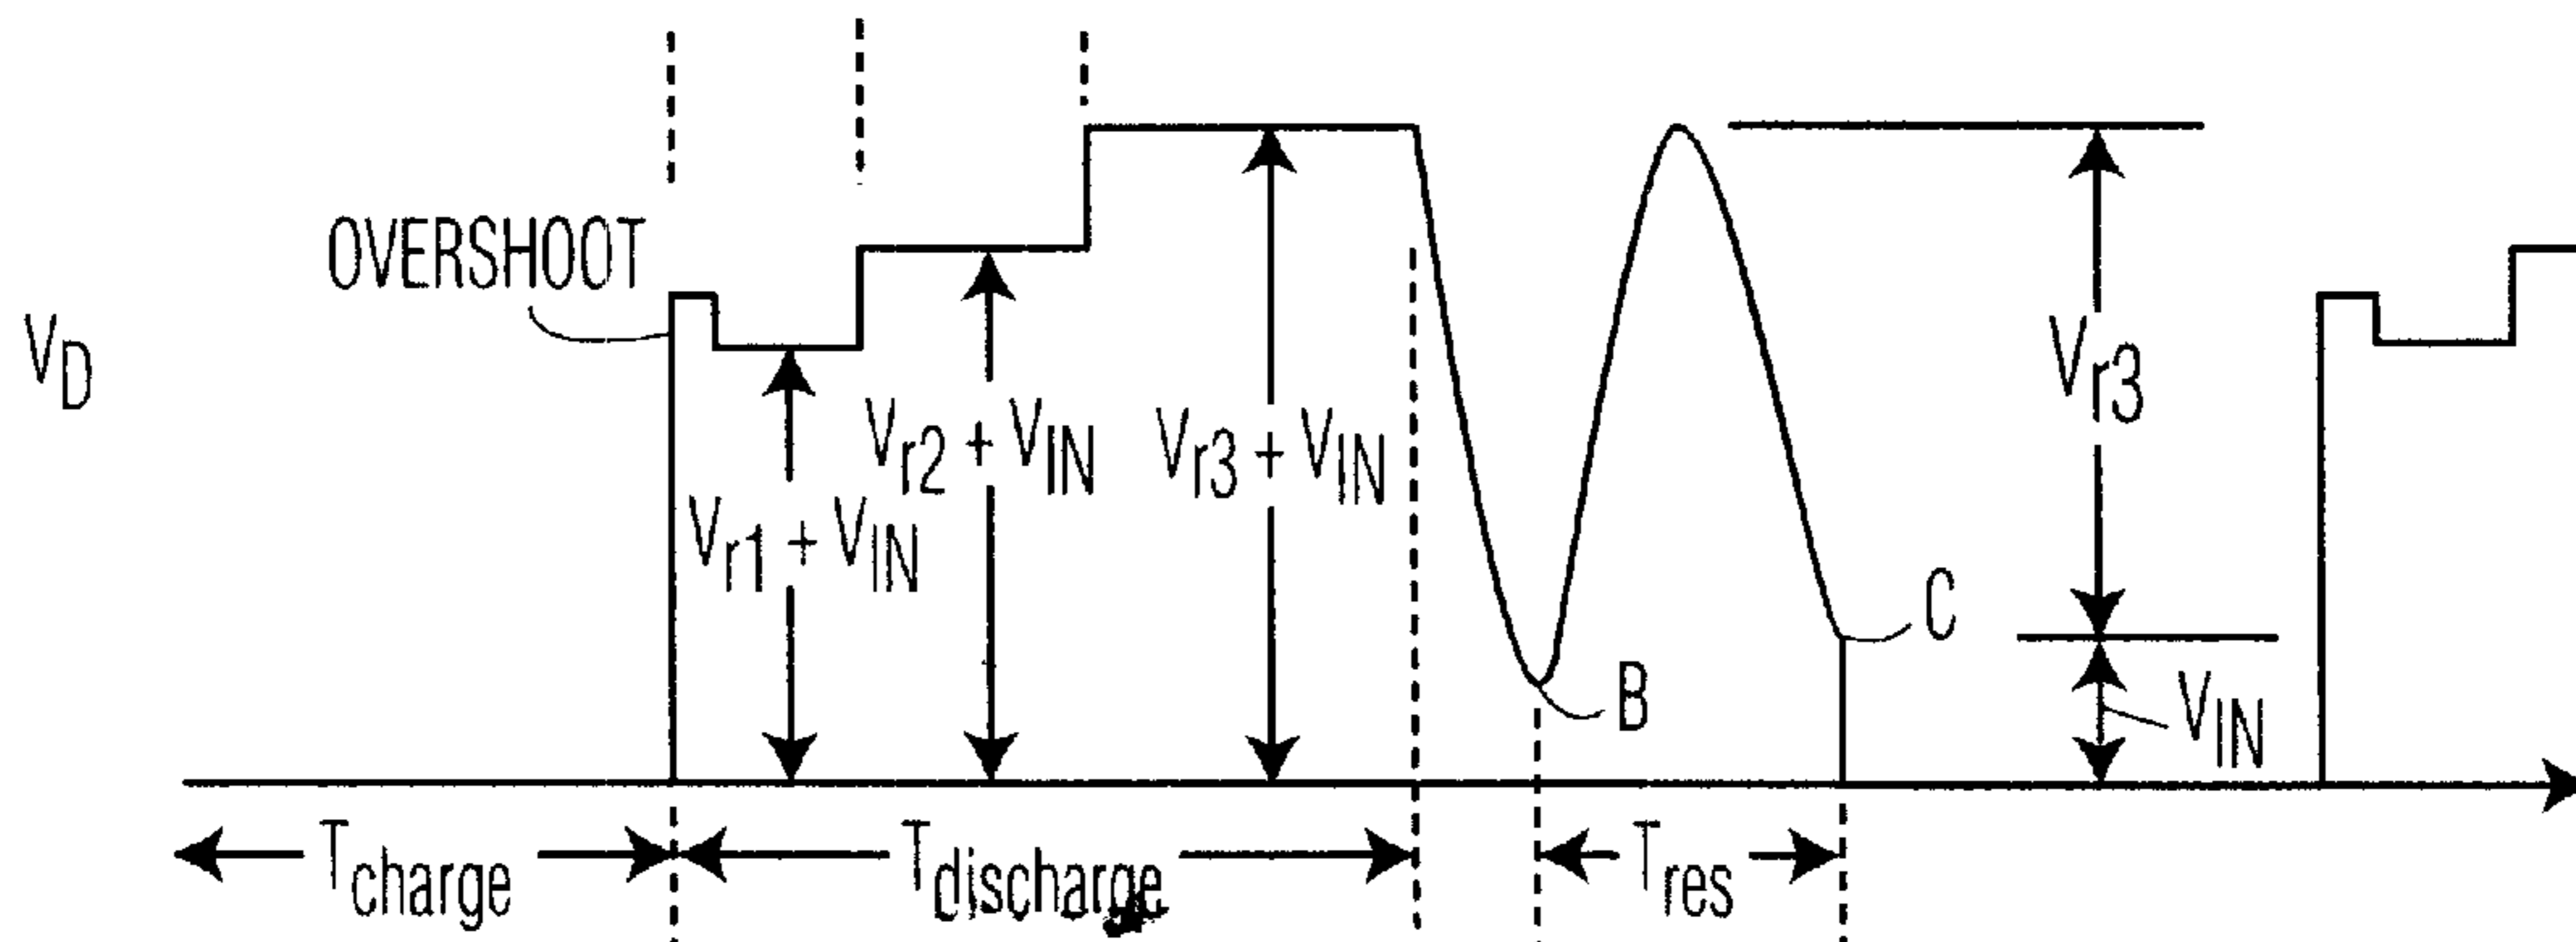 OVERSHOOT
VD
Vr1 + VIN
Vr2 + VIN
Vr3 + VIN
B
C
Vr3
VIN
Tcharge
Tdischarge
Tres